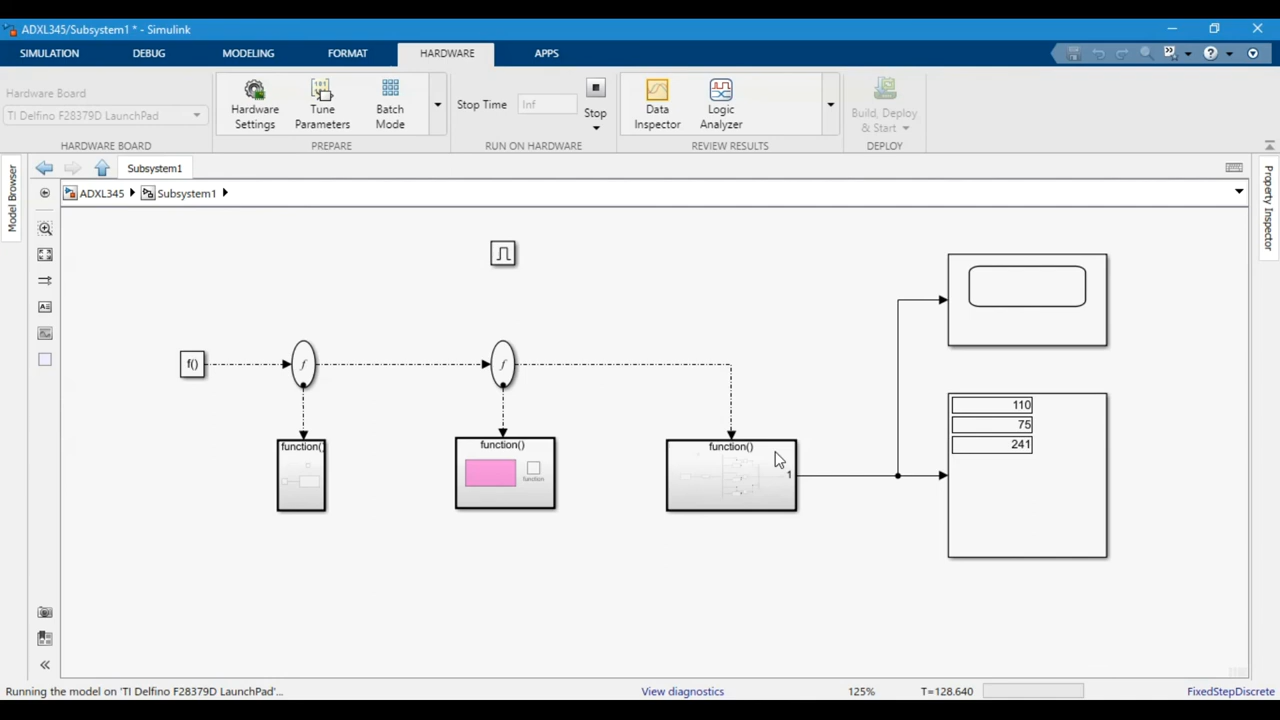 ADXL345/Subsystem1 * - Simulink
SIMULATION DEBUG MODELING FORMAT HARDWARE APPS
Hardware Board
TI Delfino F28379D LaunchPad
HARDWARE BOARD
Hardware
Settings
Tune
Parameters
Batch
Mode
PREPARE
Stop Time Inf
Stop
RUN ON HARDWARE
Data
Inspector
Logic
Analyzer
REVIEW RESULTS
Build, Deploy
& Start
DEPLOY
Subsystem1
ADXL345 Subsystem1
Model Browser
Property Inspector
f()
f
f
function()
function()
function
function()
1
110
75
241
Running the model on 'TI Delfino F28379D LaunchPad'...
View diagnostics
125%
T=128.640
FixedStepDiscrete